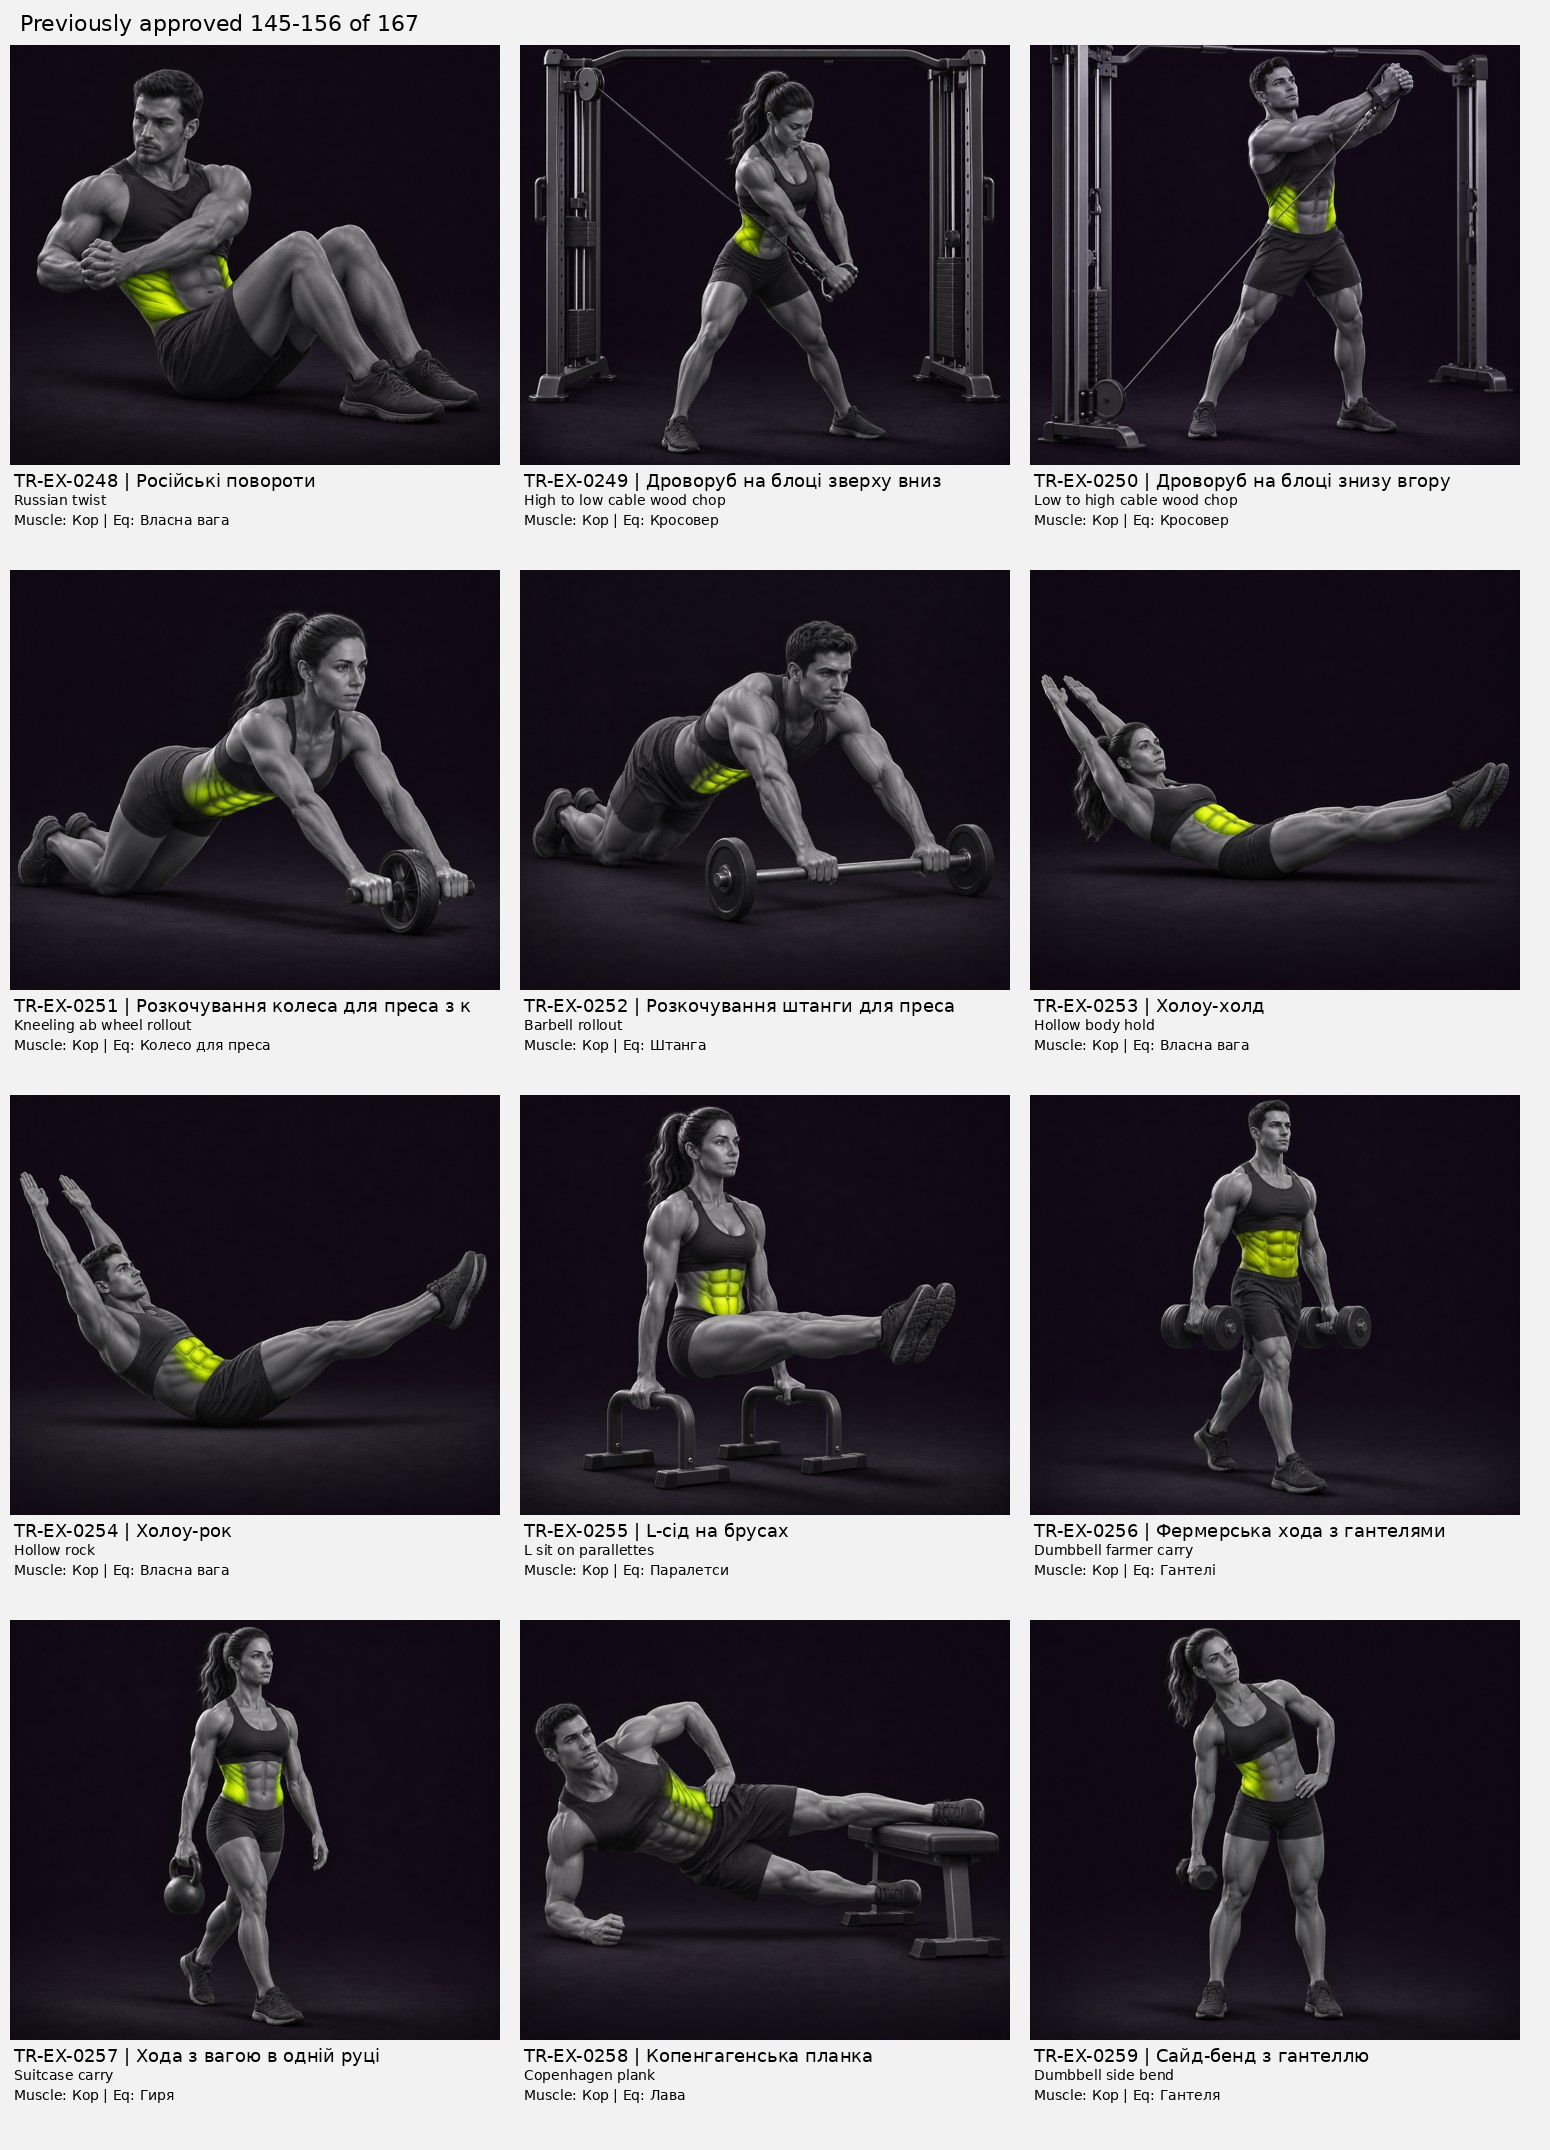 Previously approved 145-156 of 167
TR-EX-0248 | Російські повороти
Russian twist
Muscle: Кор | Eq: Власна вага
TR-EX-0249 | Дроворуб на блоці зверху вниз
High to low cable wood chop
Muscle: Кор | Eq: Кросовер
TR-EX-0250 | Дроворуб на блоці знизу вгору
Low to high cable wood chop
Muscle: Кор | Eq: Кросовер
TR-EX-0251 | Розкочування колеса для преса з к
Kneeling ab wheel rollout
Muscle: Кор | Eq: Колесо для преса
TR-EX-0252 | Розкочування штанги для преса
Barbell rollout
Muscle: Кор | Eq: Штанга
TR-EX-0253 | Холоу-холд
Hollow body hold
Muscle: Кор | Eq: Власна вага
TR-EX-0254 | Холоу-рок
Hollow rock
Muscle: Кор | Eq: Власна вага
TR-EX-0255 | L-сід на брусах
L sit on parallettes
Muscle: Кор | Eq: Паралетси
TR-EX-0256 | Фермерська хода з гантелями
Dumbbell farmer carry
Muscle: Кор | Eq: Гантелі
TR-EX-0257 | Хода з вагою в одній руці
Suitcase carry
Muscle: Кор | Eq: Гиря
TR-EX-0258 | Копенгагенська планка
Copenhagen plank
Muscle: Кор | Eq: Лава
TR-EX-0259 | Сайд-бенд з гантеллю
Dumbbell side bend
Muscle: Кор | Eq: Гантеля